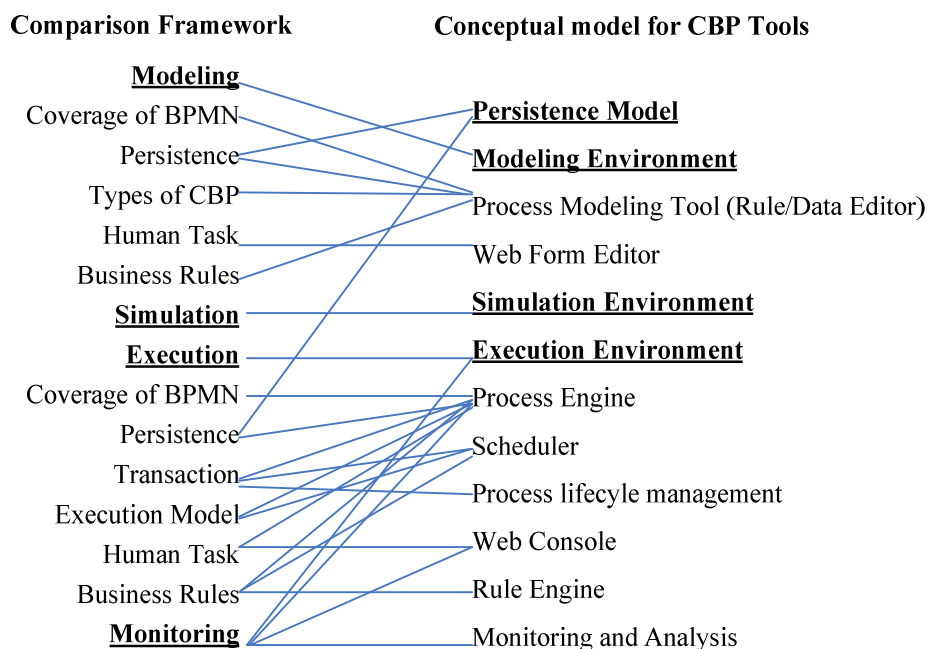 Comparison Framework
Modeling
Coverage of BPMN
Persistence
Types of CBP
Human Task
Business Rules
Simulation
Execution
Coverage of BPMN
Persistence
Transaction
Execution Model
Human Task
Business Rules
Monitoring
Conceptual model for CBP Tools
Persistence Model
Modeling Environment
Process Modeling Tool (Rule/Data Editor)
Web Form Editor
Simulation Environment
Execution Environment
Process Engine
Scheduler
Process lifecyle management
Web Console
Rule Engine
Monitoring and Analysis